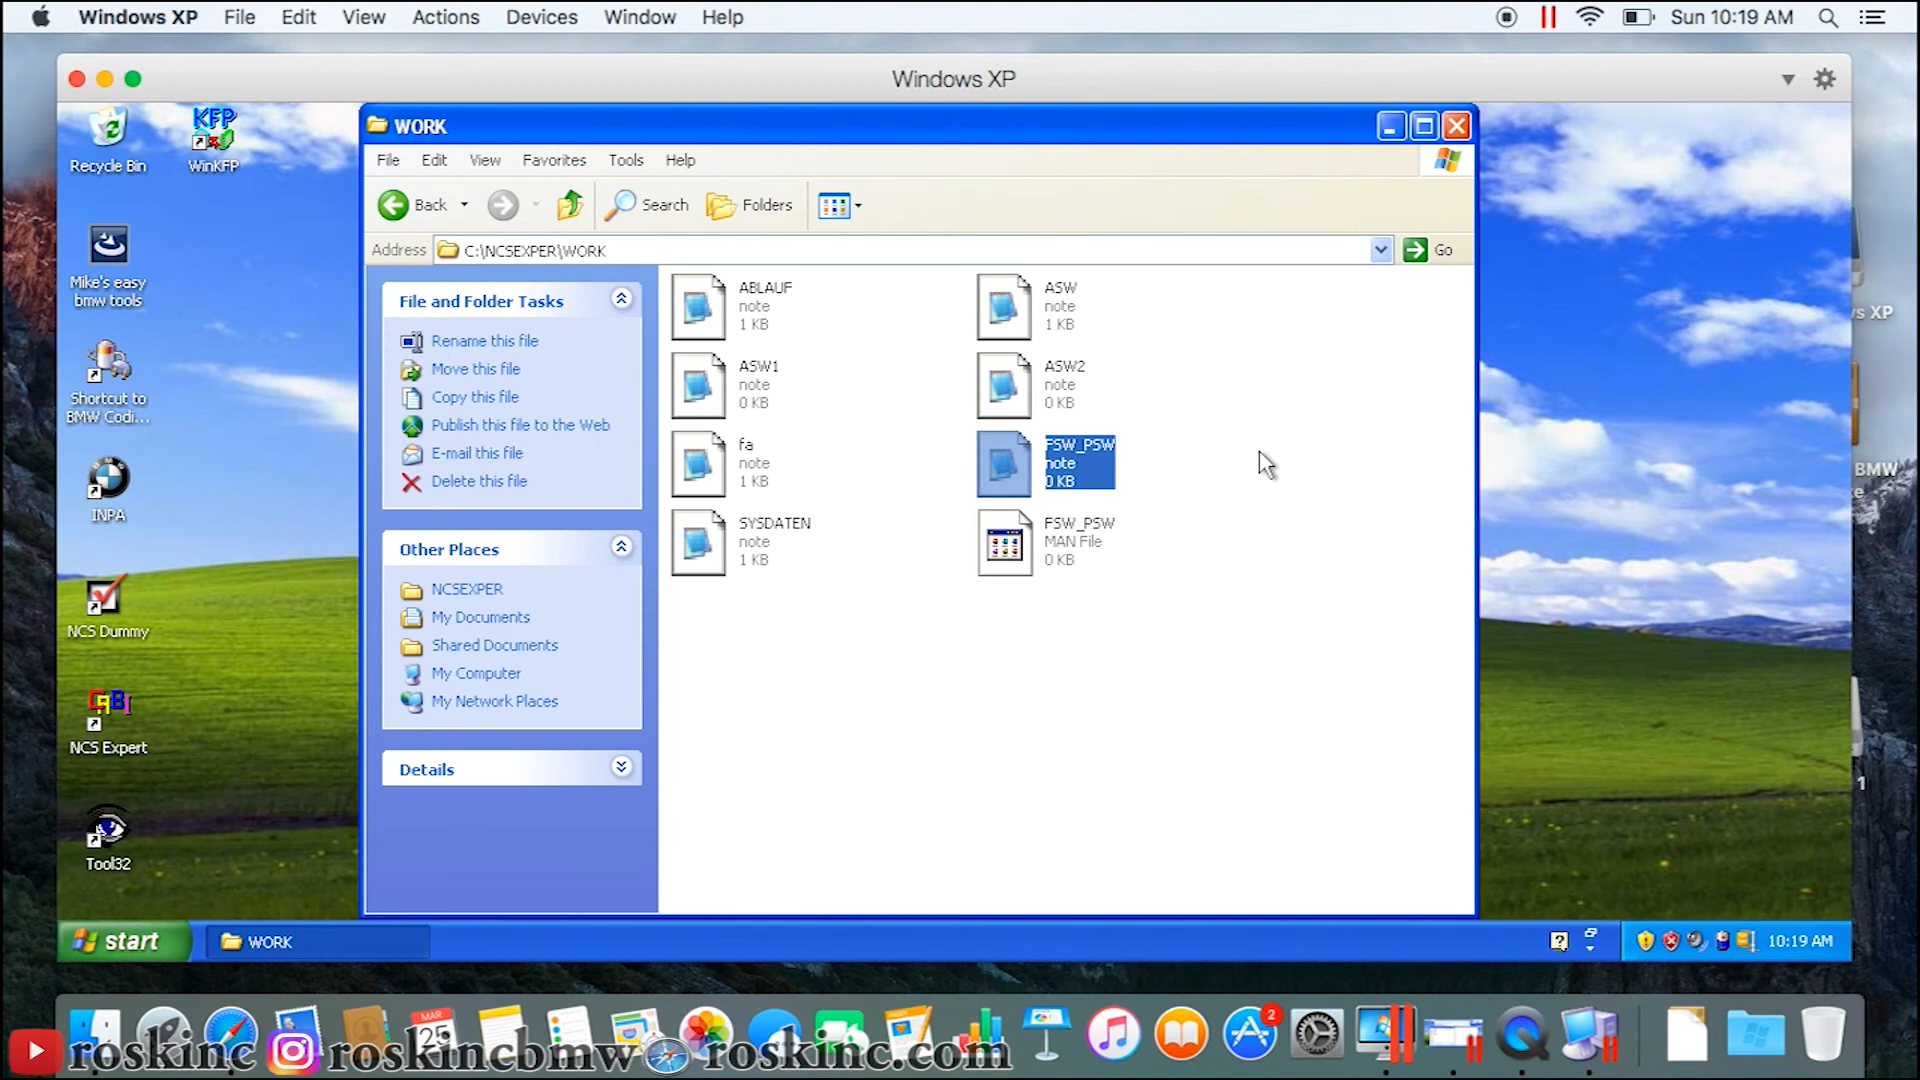 Windows XP File Edit View Actions Devices Window Help Sun 10:19 AM
Windows XP
Recycle Bin
KFP
WinKFP
Mike's easy
bmw tools
Shortcut to
BMW Codi...
INPA
NCS Dummy
NCS Expert
Tool32
WORK
File Edit View Favorites Tools Help
Back Search Folders
Address C:\NCSEXPER\WORK Go
File and Folder Tasks
Rename this file
Move this file
Copy this file
Publish this file to the Web
E-mail this file
Delete this file
Other Places
NCSEXPER
My Documents
Shared Documents
My Computer
My Network Places
Details
ABLAUF
note
1 KB
ASW
note
1 KB
ASW1
note
0 KB
ASW2
note
0 KB
fa
note
1 KB
FSW_PSW
note
0 KB
SYSDATEN
note
1 KB
FSW_PSW
MAN File
0 KB
s XP
BMW
1
start WORK 10:19 AM
MAR
25
2
roskinc roskincbmw roskinc.com